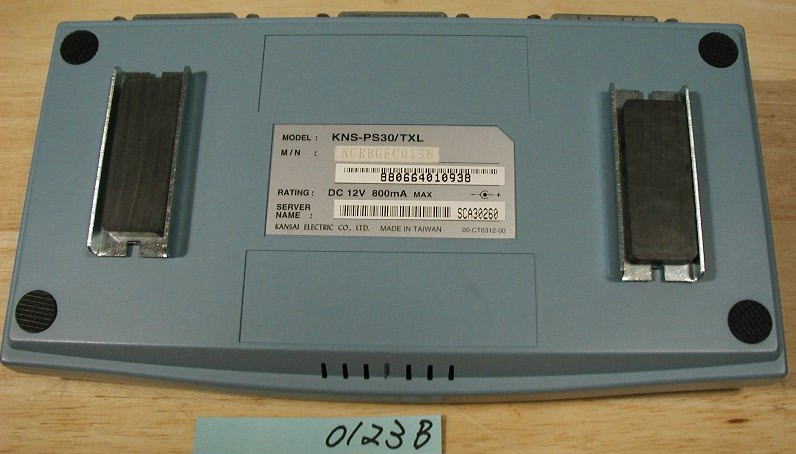 MODEL : KNS-PS30/TXL
M/N :
880664010938
RATING : DC 12V 800mA MAX - +
SERVER NAME : SCA30260
KANSAI ELECTRIC CO., LTD. MADE IN TAIWAN 00-CT0312-00
0123B